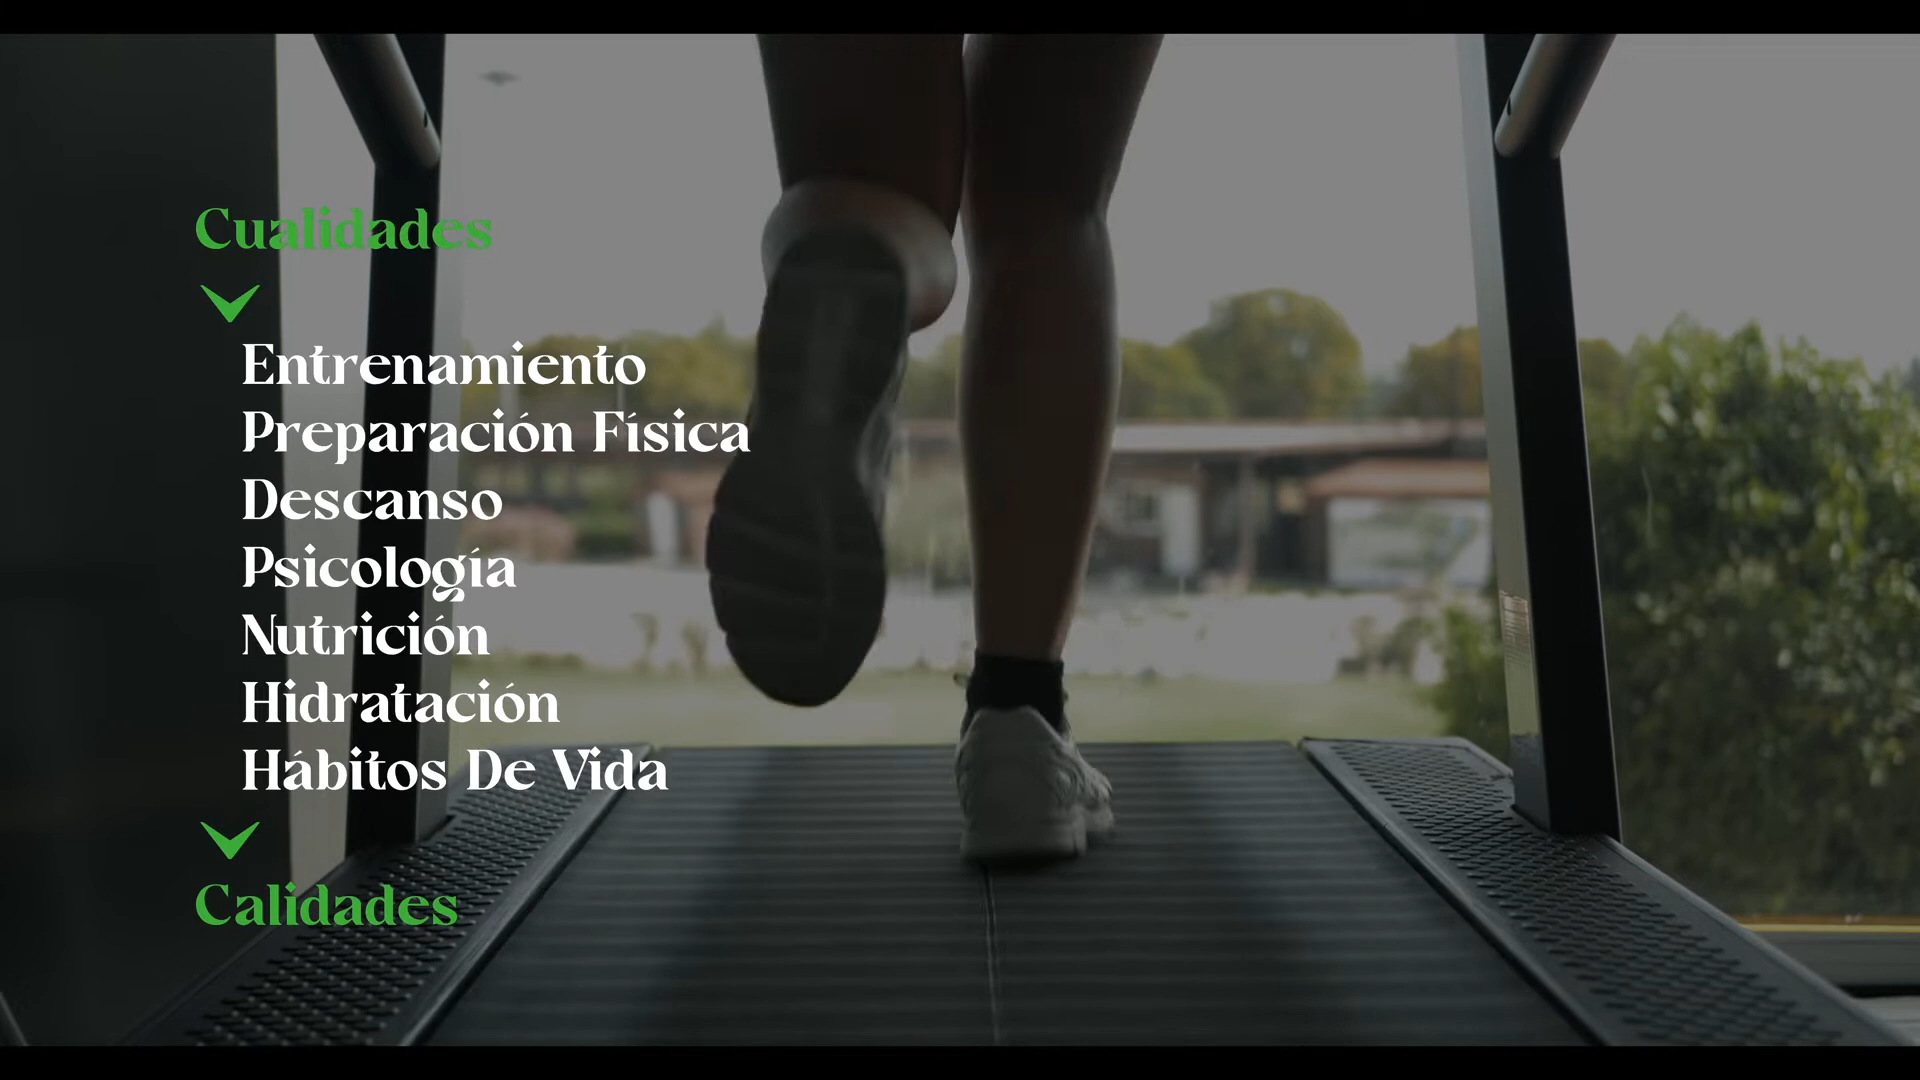 Cualidades
Entrenamiento
Preparación Física
Descanso
Psicología
Nutrición
Hidratación
Hábitos De Vida
Calidades